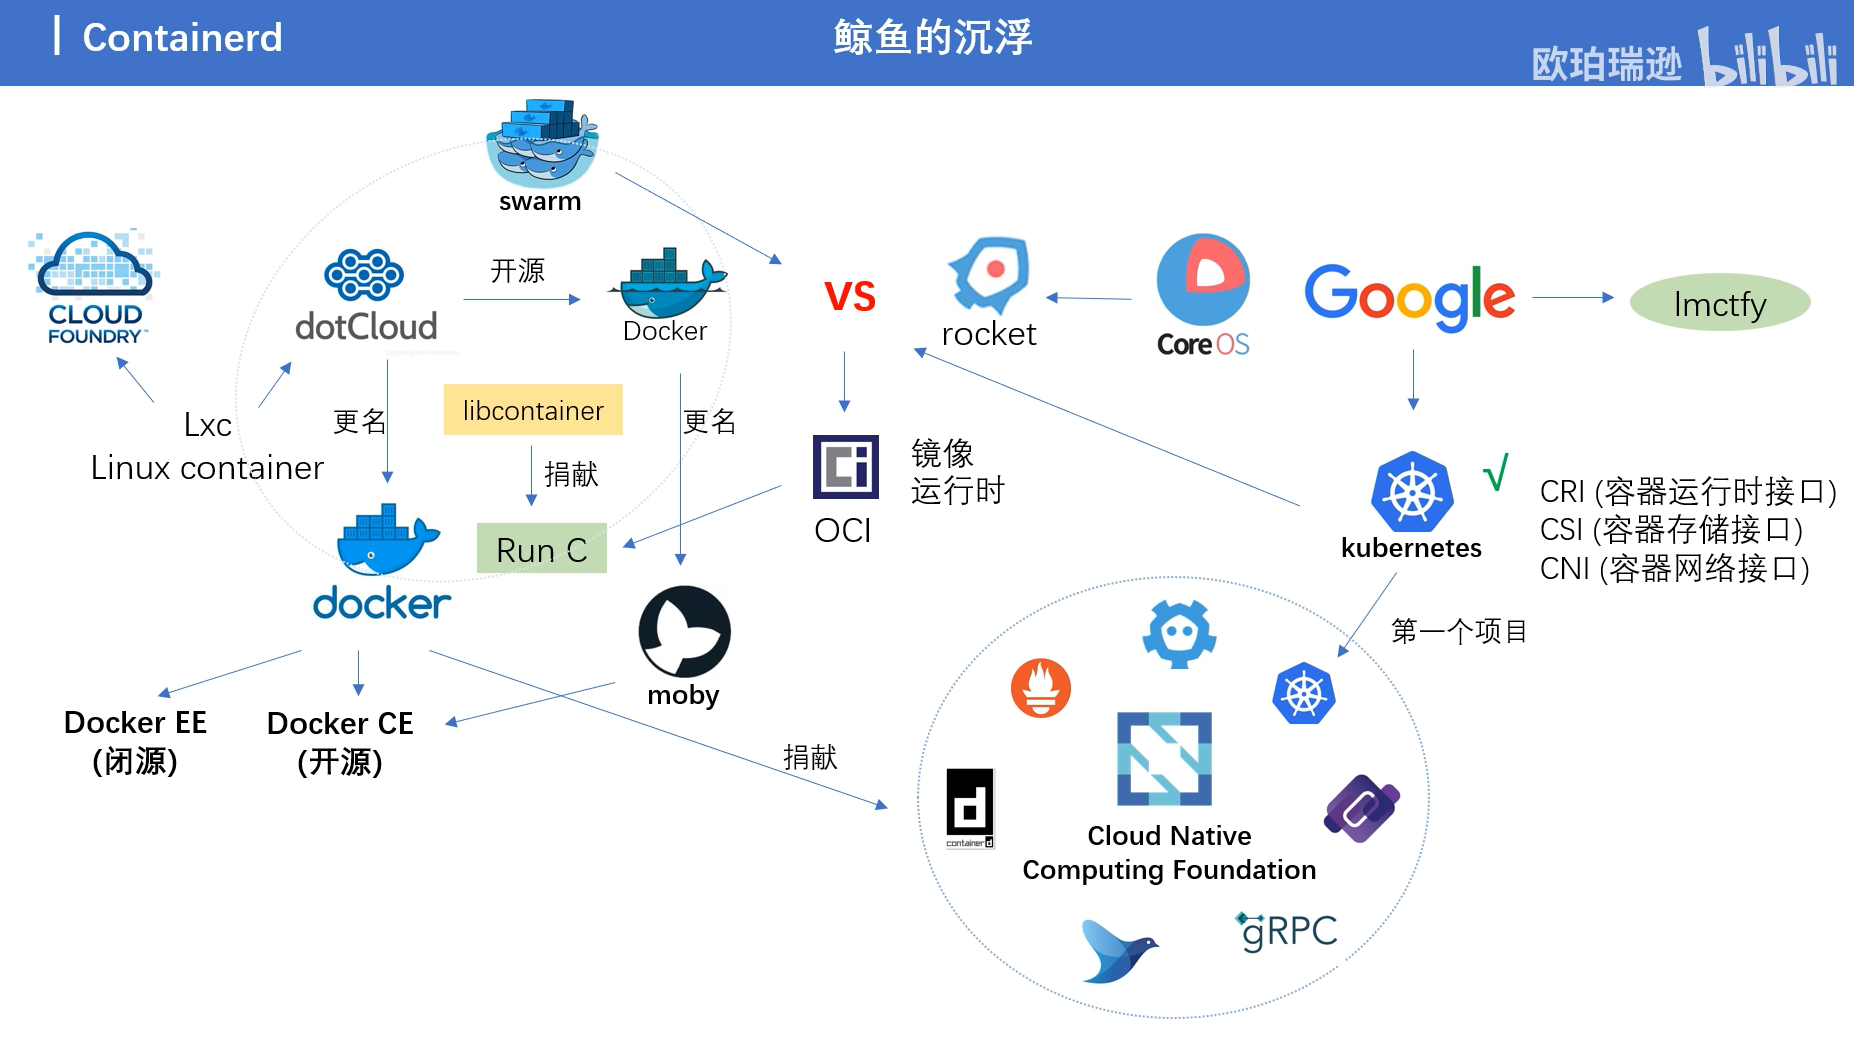 Containerd
鲸鱼的沉浮
欧珀瑞逊 bilibili
swarm
CLOUD
FOUNDRY™
dotCloud
开源
Docker
VS
rocket
Core OS
Google
lmctfy
Lxc
Linux container
更名
libcontainer
更名
捐献
Run C
Ci
OCI
镜像
运行时
kubernetes
√
CRI (容器运行时接口)
CSI (容器存储接口)
CNI (容器网络接口)
docker
moby
第一个项目
Docker EE
(闭源)
Docker CE
(开源)
捐献
d
containerd
Cloud Native
Computing Foundation
gRPC